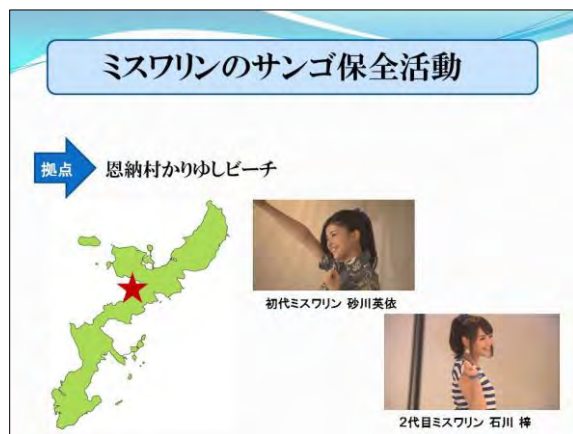 ミスワリンのサンゴ保全活動
拠点
恩納村かりゆしビーチ
初代ミスワリン 砂川英依
2代目ミスワリン 石川 梓